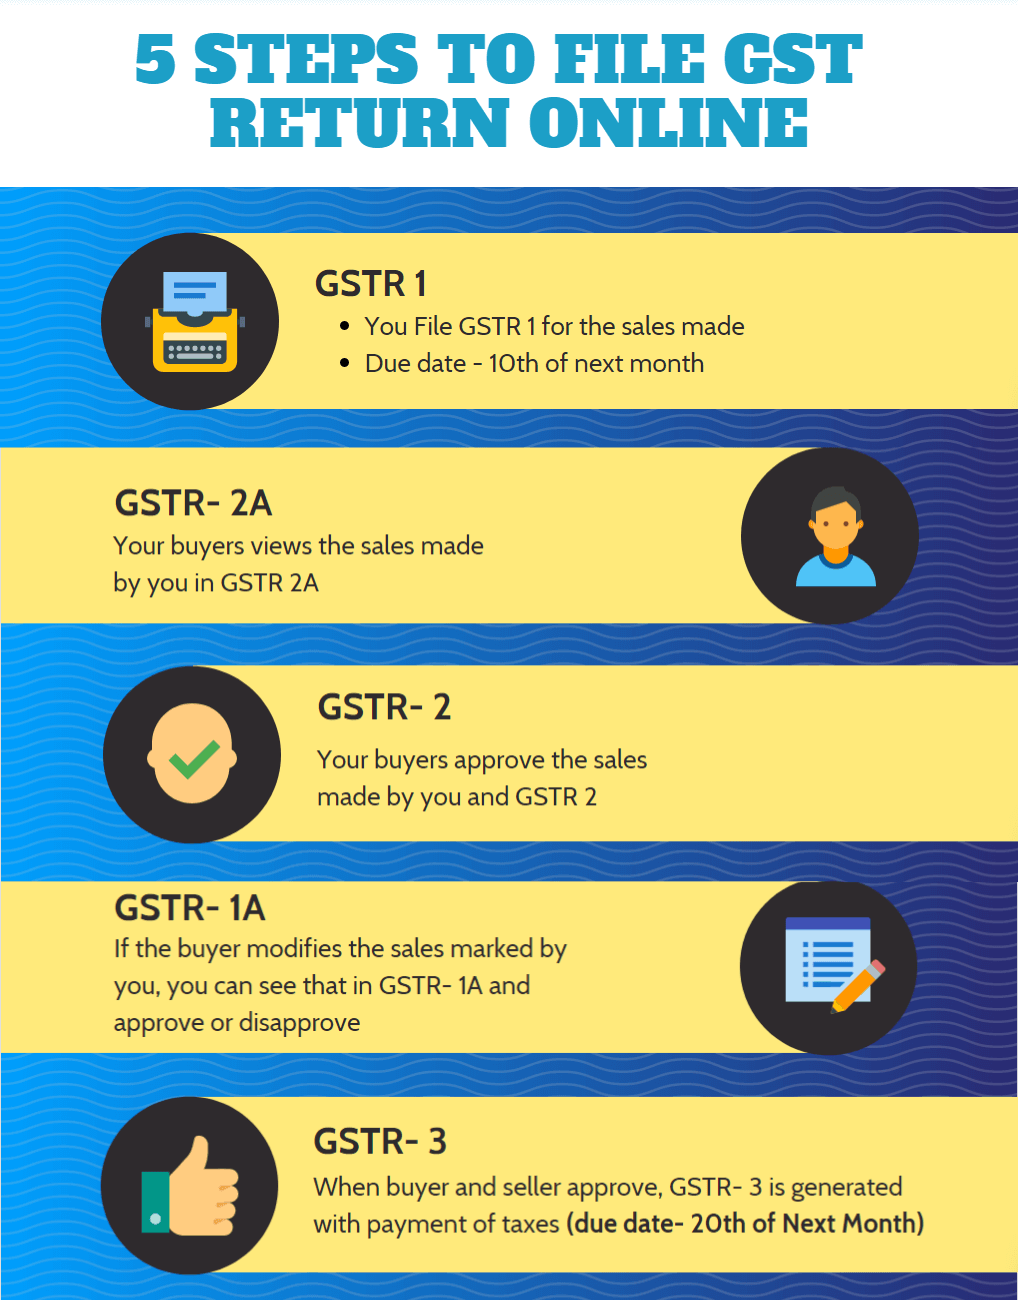 5 STEPS TO FILE GST
RETURN ONLINE
GSTR 1
• You File GSTR 1 for the sales made
• Due date - 10th of next month
GSTR- 2A
Your buyers views the sales made
by you in GSTR 2A
GSTR- 2
Your buyers approve the sales
made by you and GSTR 2
GSTR- 1A
If the buyer modifies the sales marked by
you, you can see that in GSTR- 1A and
approve or disapprove
GSTR- 3
When buyer and seller approve, GSTR- 3 is generated
with payment of taxes (due date- 20th of Next Month)